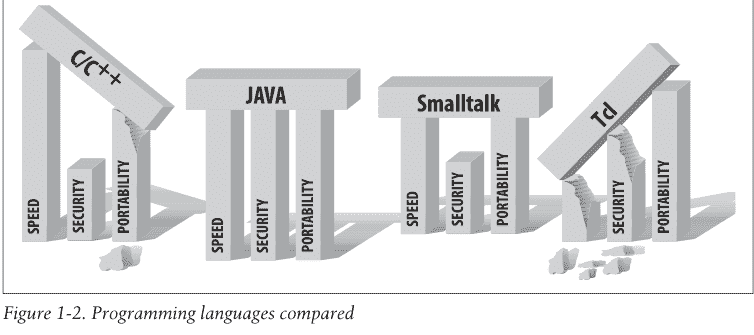 C/C++
SPEED
SECURITY
PORTABILITY
JAVA
SPEED
SECURITY
PORTABILITY
Smalltalk
SPEED
SECURITY
PORTABILITY
Tcl
SECURITY
PORTABILITY
Figure 1-2. Programming languages compared